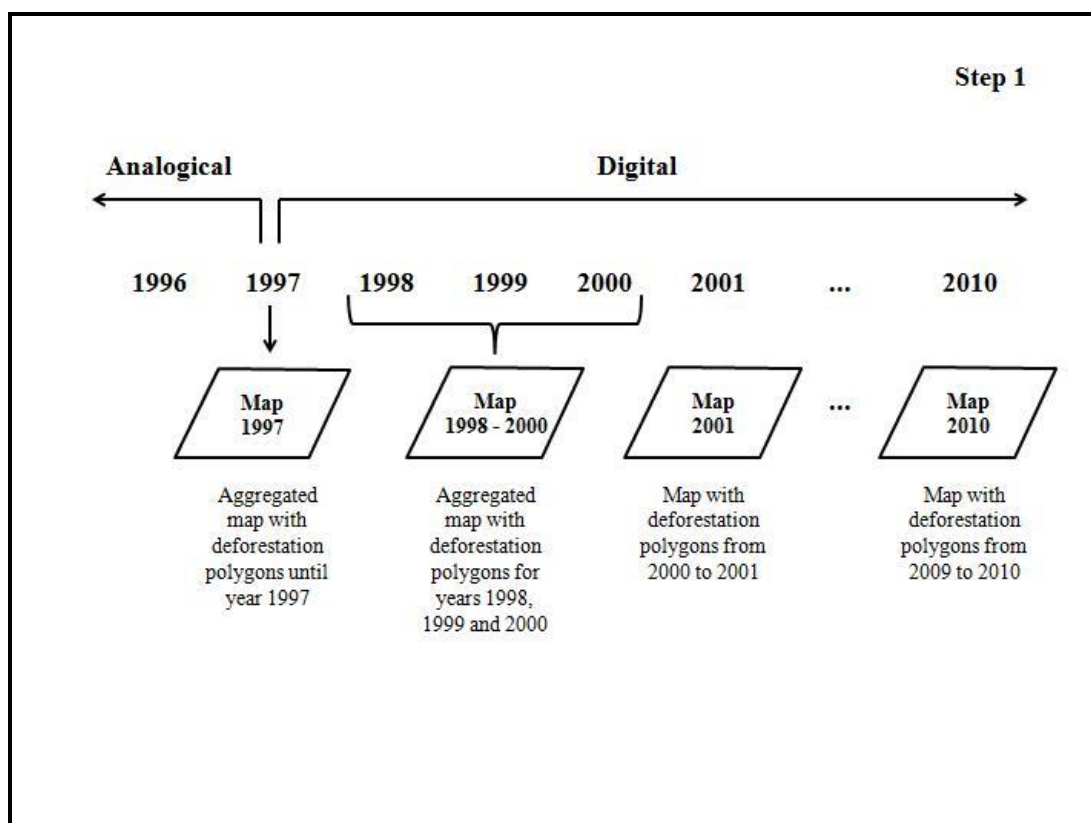 Step 1
Analogical
Digital
1996
1997
1998
1999
2000
2001
...
2010
Map
1997
Map
1998 - 2000
Map
2001
...
Map
2010
Aggregated
map with
deforestation
polygons until
year 1997
Aggregated
map with
deforestation
polygons for
years 1998,
1999 and 2000
Map with
deforestation
polygons from
2000 to 2001
Map with
deforestation
polygons from
2009 to 2010